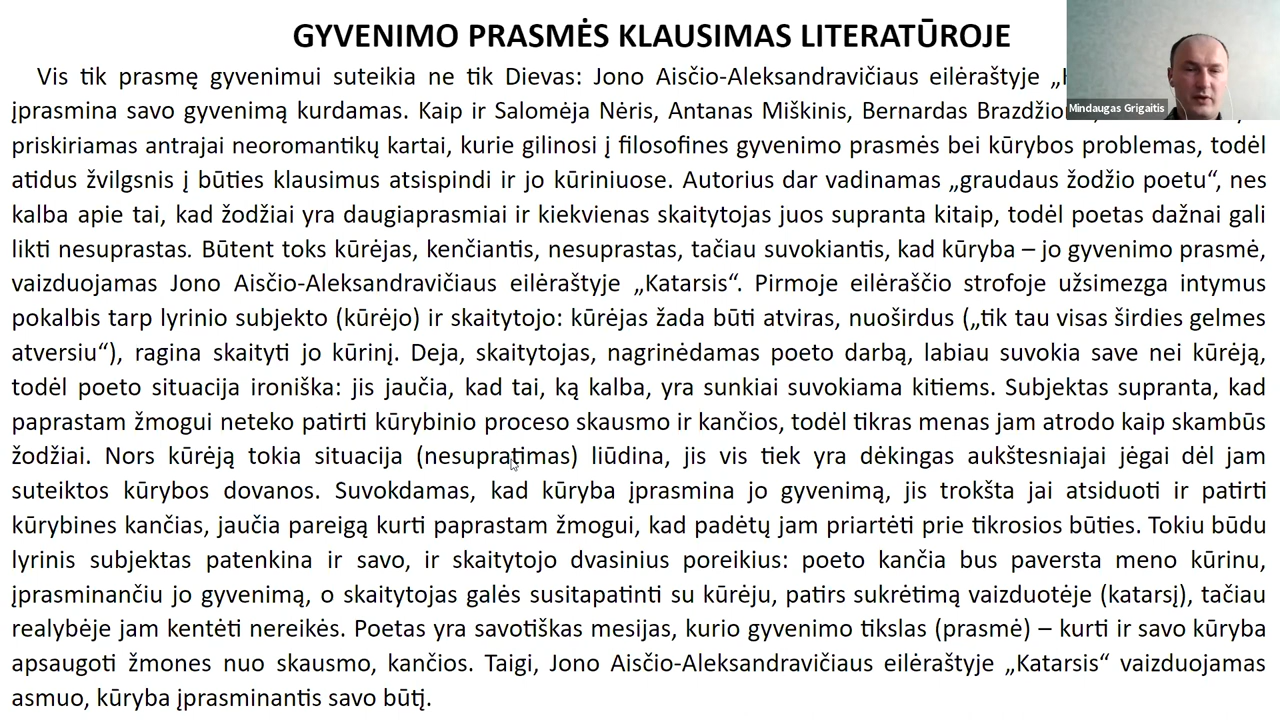 GYVENIMO PRASMĖS KLAUSIMAS LITERATŪROJE
Vis tik prasmę gyvenimui suteikia ne tik Dievas: Jono Aisčio-Aleksandravičiaus eilėraštyje
įprasmina savo gyvenimą kurdamas. Kaip ir Salomėja Nėris, Antanas Miškinis, Bernardas
priskiriamas antrajai neoromantikų kartai, kurie gilinosi į filosofines gyvenimo prasmės bei kūrybos problemas, todėl
atidus žvilgsnis į būties klausimus atsispindi ir jo kūriniuose. Autorius dar vadinamas „graudaus žodžio poetu“, nes
kalba apie tai, kad žodžiai yra daugiaprasmiai ir kiekvienas skaitytojas juos supranta kitaip, todėl poetas dažnai gali
likti nesuprastas. Būtent toks kūrėjas, kenčiantis, nesuprastas, tačiau suvokiantis, kad kūryba – jo gyvenimo prasmė,
vaizduojamas Jono Aisčio-Aleksandravičiaus eilėraštyje „Katarsis“. Pirmoje eilėraščio strofoje užsimezga intymus
pokalbis tarp lyrinio subjekto (kūrėjo) ir skaitytojo: kūrėjas žada būti atviras, nuoširdus („tik tau visas širdies gelmes
atversiu“), ragina skaityti jo kūrinį. Deja, skaitytojas, nagrinėdamas poeto darbą, labiau suvokia save nei kūrėją,
todėl poeto situacija ironiška: jis jaučia, kad tai, ką kalba, yra sunkiai suvokiama kitiems. Subjektas supranta, kad
paprastam žmogui neteko patirti kūrybinio proceso skausmo ir kančios, todėl tikras menas jam atrodo kaip skambūs
žodžiai. Nors kūrėją tokia situacija (nesupratimas) liūdina, jis vis tiek yra dėkingas aukštesniajai jėgai dėl jam
suteiktos kūrybos dovanos. Suvokdamas, kad kūryba įprasmina jo gyvenimą, jis trokšta jai atsiduoti ir patirti
kūrybines kančias, jaučia pareigą kurti paprastam žmogui, kad padėtų jam priartėti prie tikrosios būties. Tokiu būdu
lyrinis subjektas patenkina ir savo, ir skaitytojo dvasinius poreikius: poeto kančia bus paversta meno kūrinu,
įprasminančiu jo gyvenimą, o skaitytojas galės susitapatinti su kūrėju, patirs sukrėtimą vaizduotėje (katarsį), tačiau
realybėje jam kentėti nereikės. Poetas yra savotiškas mesijas, kurio gyvenimo tikslas (prasmė) – kurti ir savo kūryba
apsaugoti žmones nuo skausmo, kančios. Taigi, Jono Aisčio-Aleksandravičiaus eilėraštyje „Katarsis“ vaizduojamas
asmuo, kūryba įprasminantis savo būtį.
Mindaugas Grigaitis